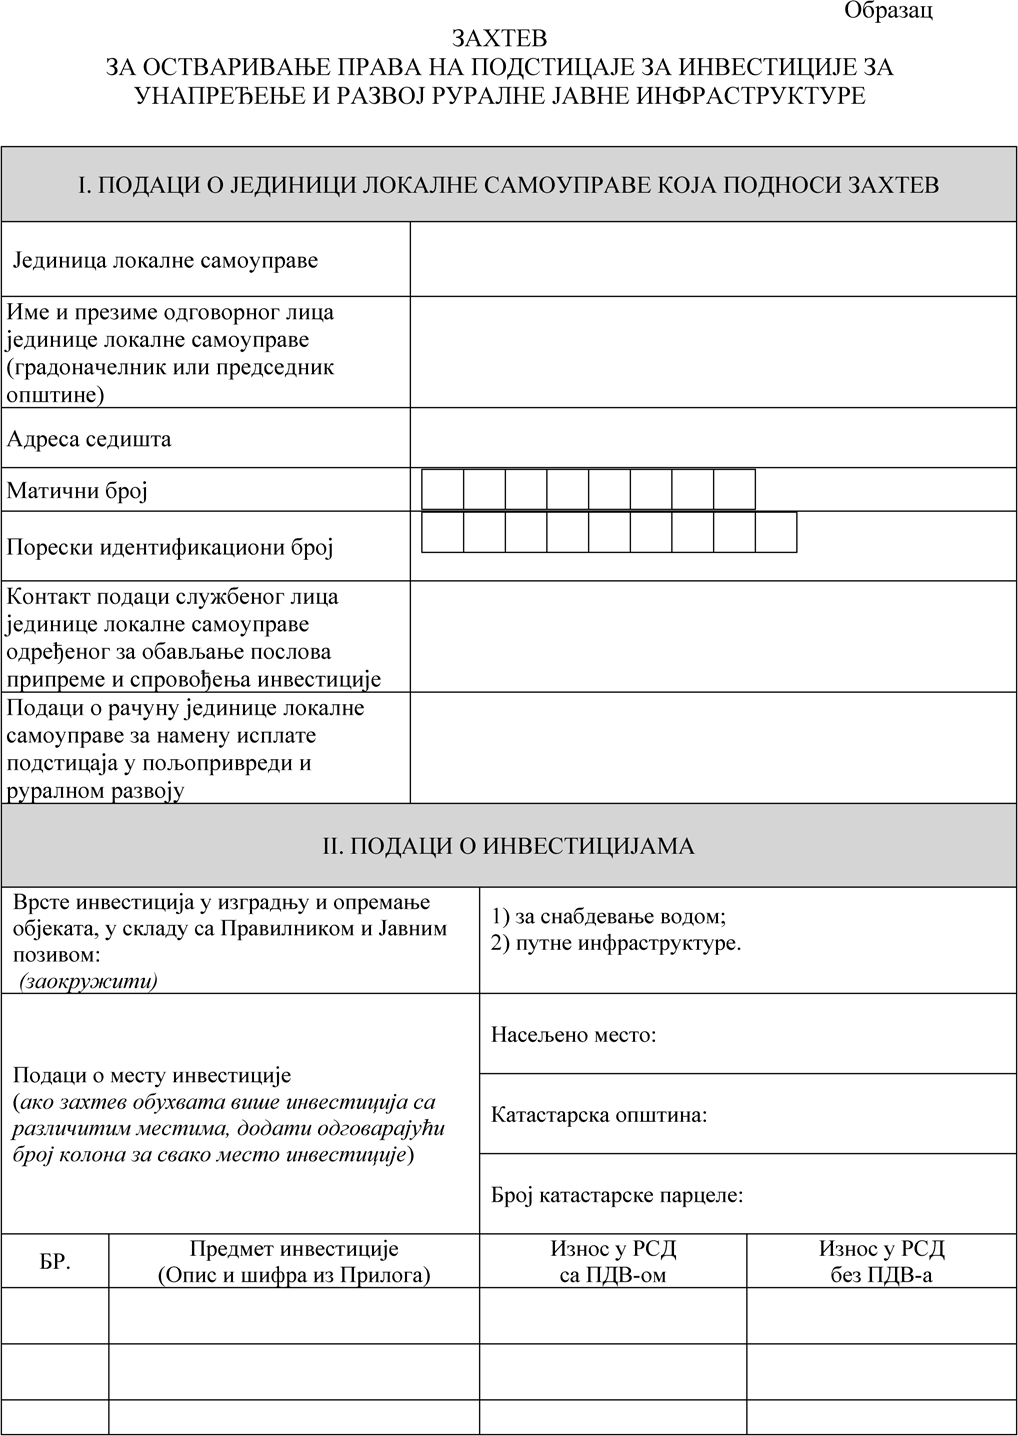 Образац
ЗАХТЕВ
ЗА ОСТВАРИВАЊЕ ПРАВА НА ПОДСТИЦАЈЕ ЗА ИНВЕСТИЦИЈЕ ЗА
УНАПРЕЂЕЊЕ И РАЗВОЈ РУРАЛНЕ ЈАВНЕ ИНФРАСТРУКТУРЕ
I. ПОДАЦИ О ЈЕДИНИЦИ ЛОКАЛНЕ САМОУПРАВЕ КОЈА ПОДНОСИ ЗАХТЕВ
Јединица локалне самоуправе
Име и презиме одговорног лица
јединице локалне самоуправе
(градоначелник или председник
општине)
Адреса седишта
Матични број
Порески идентификациони број
Контакт подаци службеног лица
јединице локалне самоуправе
одређеног за обављање послова
припреме и спровођења инвестиције
Подаци о рачуну јединице локалне
самоуправе за намену исплате
подстицаја у пољопривреди и
руралном развоју
II. ПОДАЦИ О ИНВЕСТИЦИЈАМА
Врсте инвестиција у изградњу и опремање
објеката, у складу са Правилником и Јавним
позивом:
(заокружити)
1) за снабдевање водом;
2) путне инфраструктуре.
Подаци о месту инвестиције
(ако захтев обухвата више инвестиција са
различитим местима, додати одговарајући
број колона за свако место инвестиције)
Насељено место:
Катастарска општина:
Број катастарске парцеле:
БР.
Предмет инвестиције
(Опис и шифра из Прилога)
Износ у РСД
са ПДВ-ом
Износ у РСД
без ПДВ-а